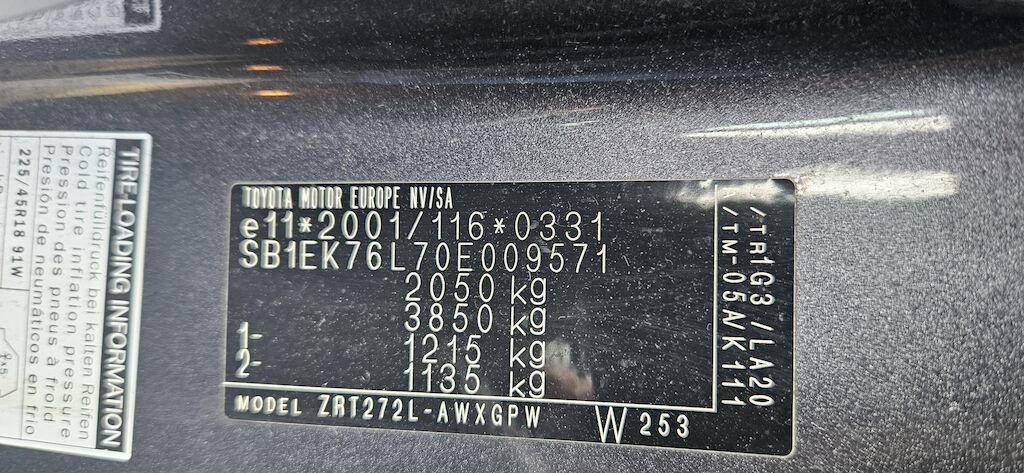 TOYOTA MOTOR EUROPE NV/SA
e11*2001/116*0331
SB1EK76L70E009571
2050 kg
3850 kg
1- 1215 kg
2- 1135 kg
MODEL ZRT272L-AWXGPW W 253
/TR1G3/LA20
/TM-05A/K111
TIRE-LOADING INFORMATION
Reifenfülldruck bei kalten Reifen
Cold tire inflation pressure
Pression des pneus à froid
Presión de neumáticos en frío
225/45R18 91W